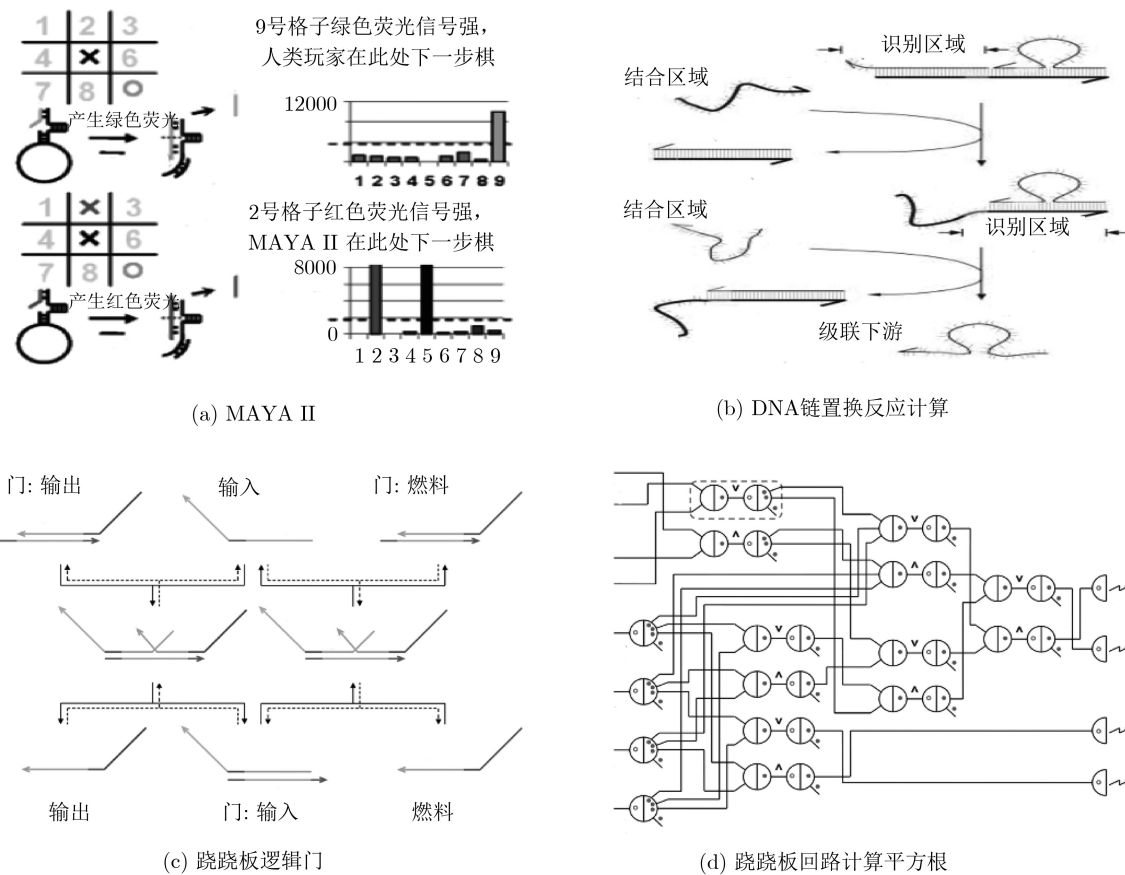 1 2 3
4 × 6
7 8 O
产生绿色荧光
9号格子绿色荧光信号强，
人类玩家在此处下一步棋
12000
1 2 3 4 5 6 7 8 9
1 × 3
4 × 6
7 8 O
产生红色荧光
2号格子红色荧光信号强，
MAYA II 在此处下一步棋
8000
0
1 2 3 4 5 6 7 8 9
(a) MAYA II
识别区域
结合区域
结合区域
识别区域
级联下游
(b) DNA链置换反应计算
门: 输出
输入
门: 燃料
输出
门: 输入
燃料
(c) 跷跷板逻辑门
∨
∧
∨
∧
∨
∧
∨
∧
∨
∧
∨
∧
(d) 跷跷板回路计算平方根